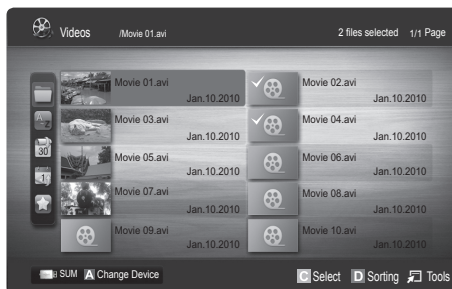 Videos /Movie 01.avi 2 files selected 1/1 Page
Movie 01.avi Movie 02.avi
Jan.10.2010 Jan.10.2010
Movie 03.avi Movie 04.avi
Jan.10.2010 Jan.10.2010
30
Movie 05.avi Movie 06.avi
Jan.10.2010 Jan.10.2010
1
Movie 07.avi Movie 08.avi
Jan.10.2010 Jan.10.2010
Movie 09.avi Movie 10.avi
Jan.10.2010 Jan.10.2010
SUM A Change Device C Select D Sorting Tools